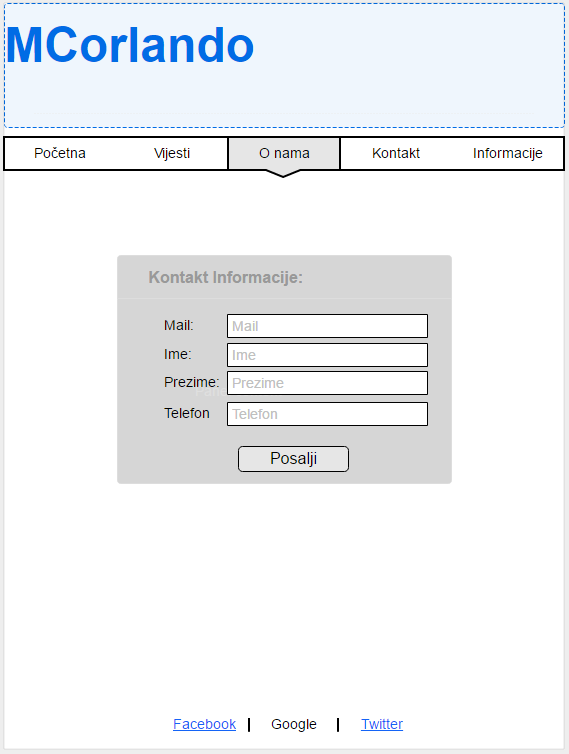 MCorlando
Početna Vijesti O nama Kontakt Informacije
Kontakt Informacije:
Mail: Mail
Ime: Ime
Prezime: Prezime
Telefon Telefon
Posalji
Facebook Google Twitter